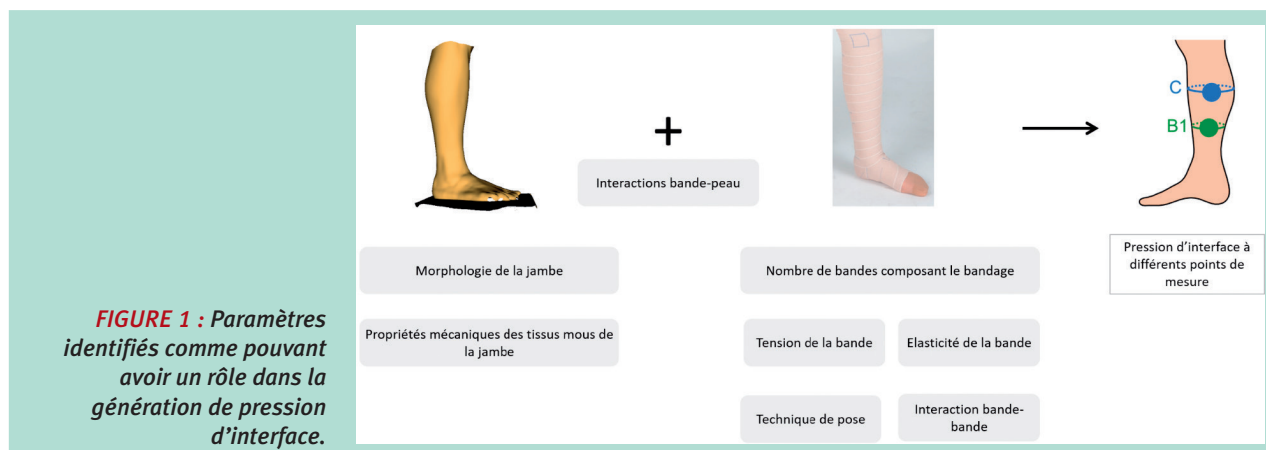 C
B1
+
Interactions bande-peau
Morphologie de la jambe
Propriétés mécaniques des tissus mous de
la jambe
Nombre de bandes composant le bandage
Tension de la bande
Elasticité de la bande
Technique de pose
Interaction bande-
bande
Pression d'interface à
différents points de
mesure
FIGURE 1 : Paramètres
identifiés comme pouvant
avoir un rôle dans la
génération de pression
d'interface.